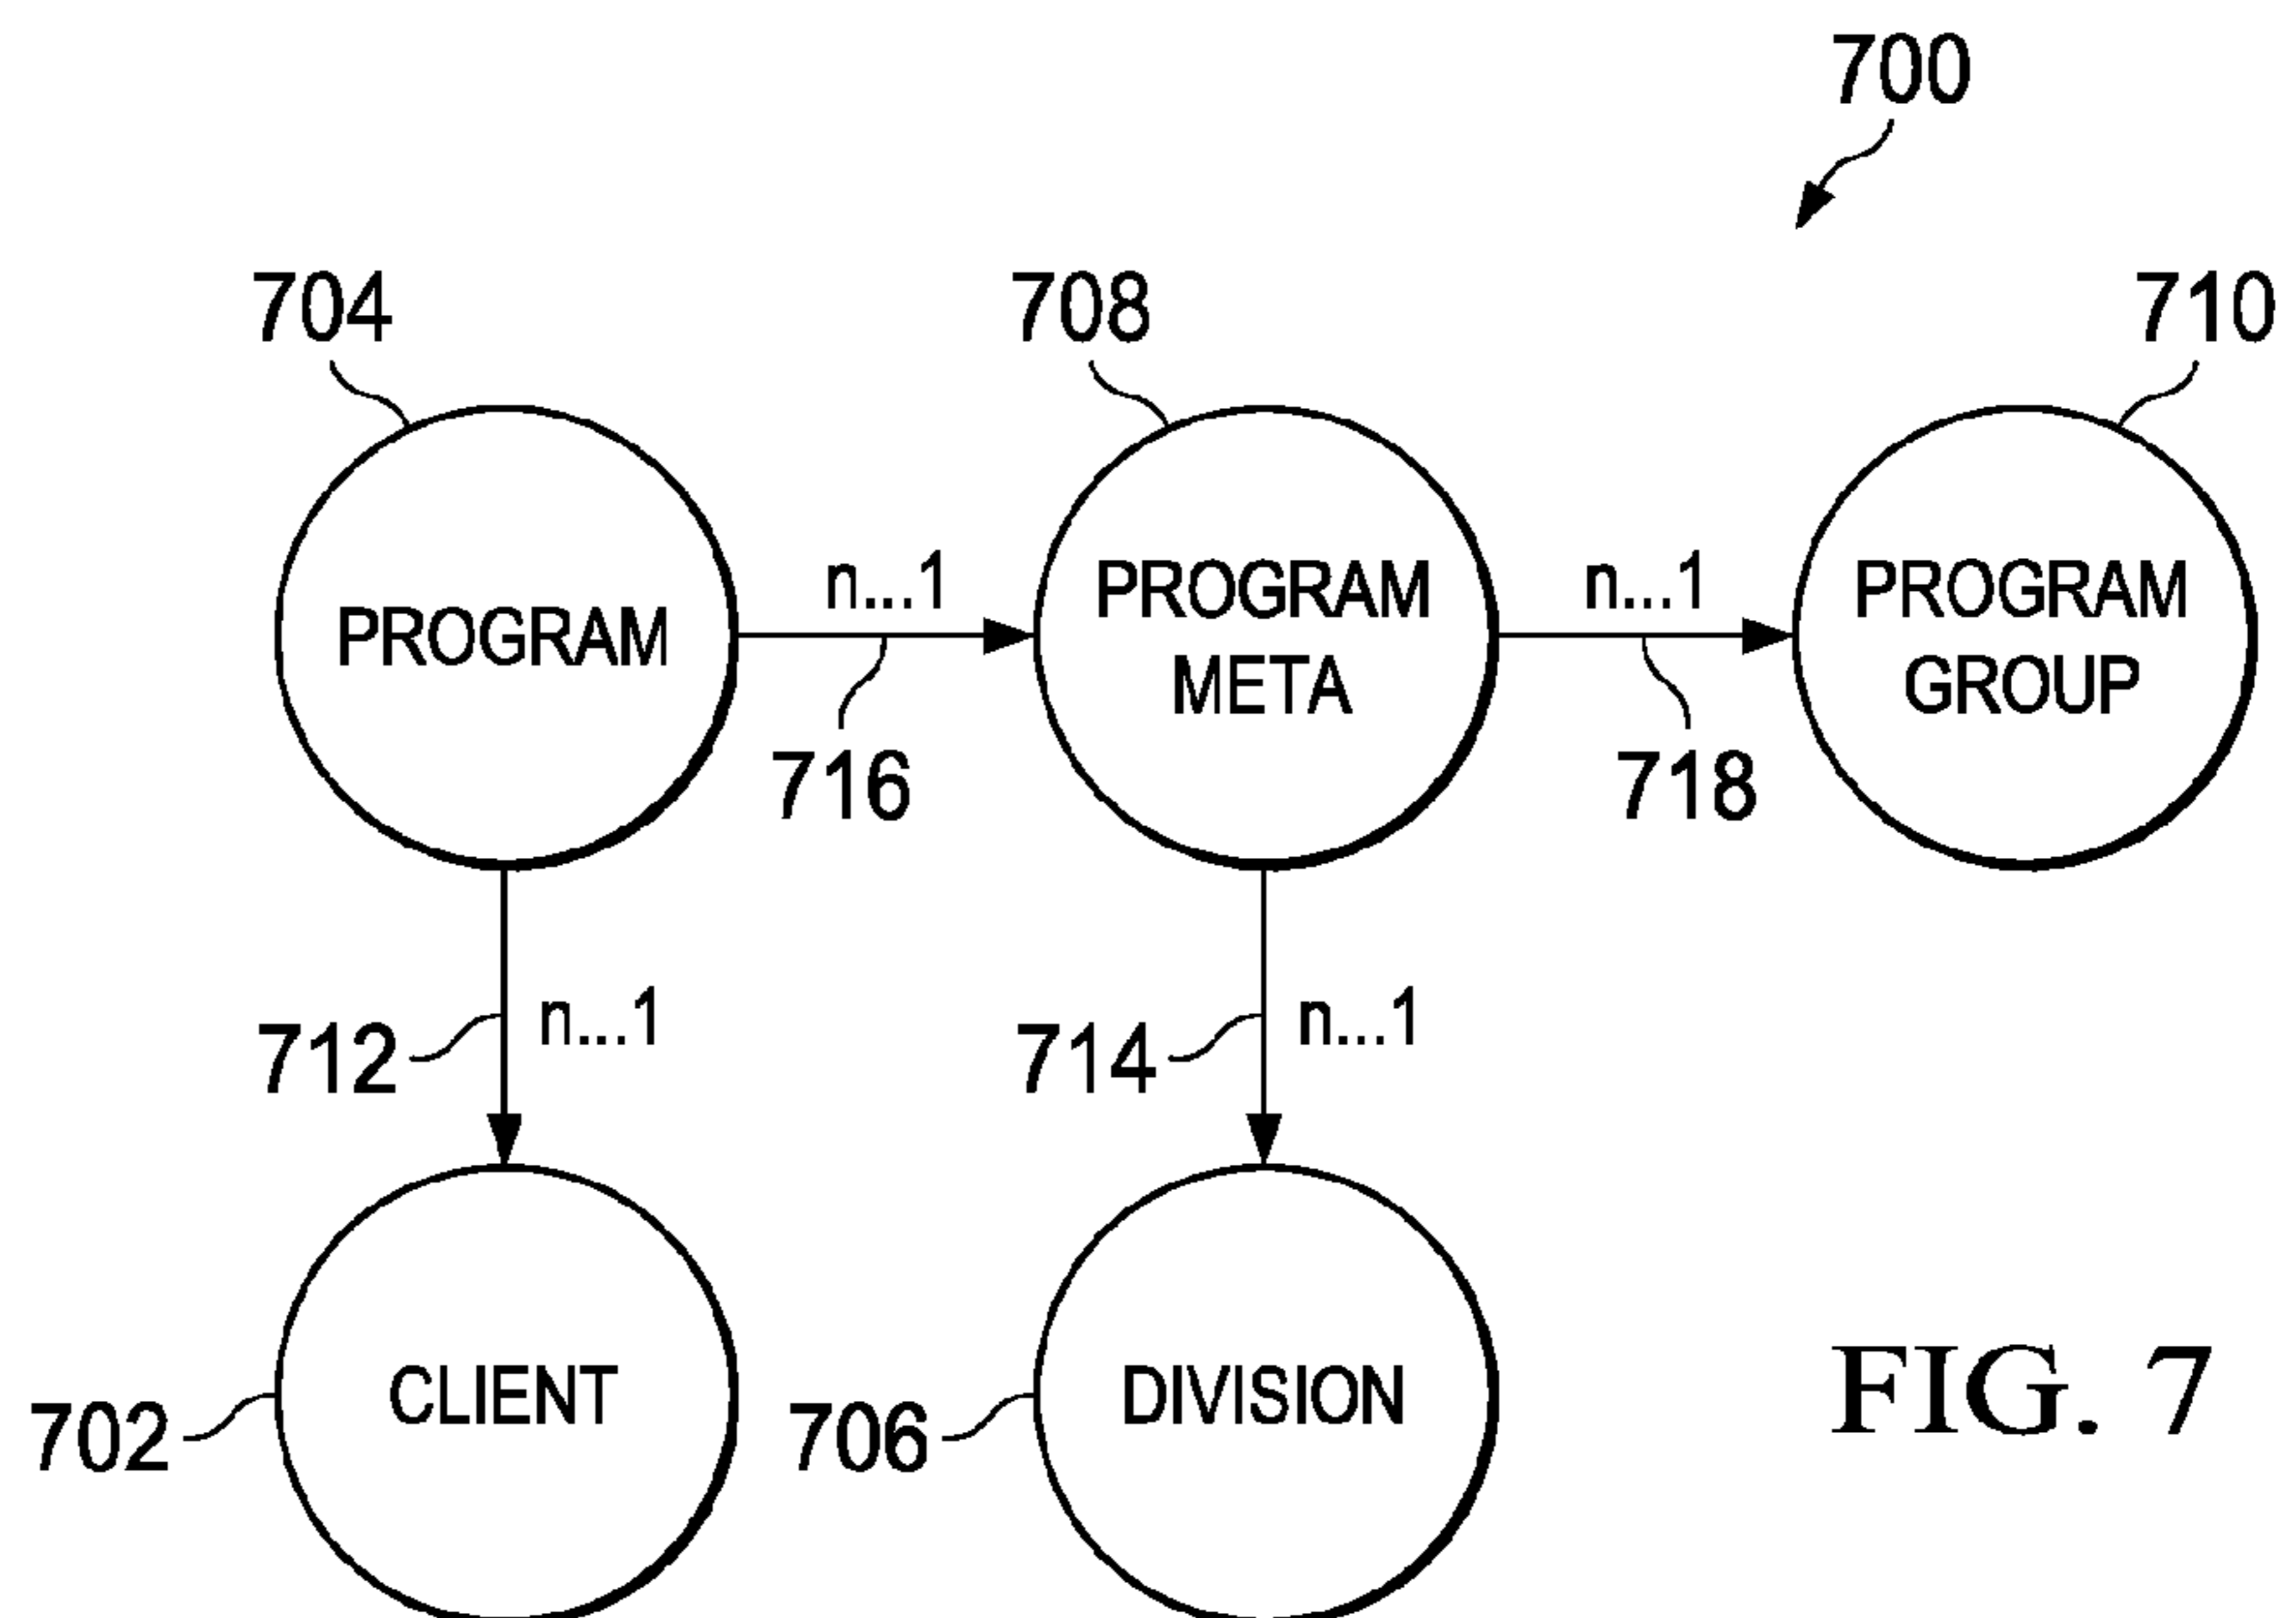 700
704
708
710
PROGRAM
n...1
PROGRAM
META
n...1
PROGRAM
GROUP
716
718
712
n...1
714
n...1
702
CLIENT
706
DIVISION
FIG. 7